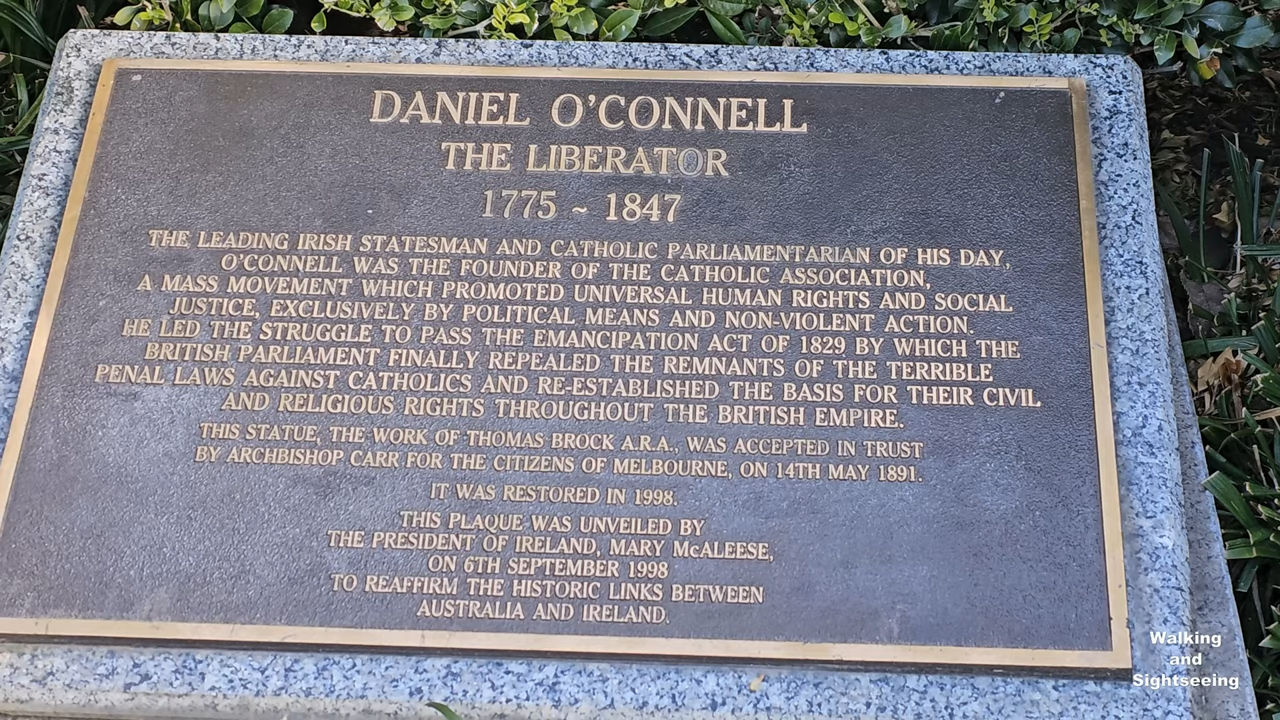 DANIEL O'CONNELL
THE LIBERATOR
1775 ~ 1847
THE LEADING IRISH STATESMAN AND CATHOLIC PARLIAMENTARIAN OF HIS DAY,
O'CONNELL WAS THE FOUNDER OF THE CATHOLIC ASSOCIATION,
A MASS MOVEMENT WHICH PROMOTED UNIVERSAL HUMAN RIGHTS AND SOCIAL
JUSTICE, EXCLUSIVELY BY POLITICAL MEANS AND NON-VIOLENT ACTION.
HE LED THE STRUGGLE TO PASS THE EMANCIPATION ACT OF 1829 BY WHICH THE
BRITISH PARLIAMENT FINALLY REPEALED THE REMNANTS OF THE TERRIBLE
PENAL LAWS AGAINST CATHOLICS AND RE-ESTABLISHED THE BASIS FOR THEIR CIVIL
AND RELIGIOUS RIGHTS THROUGHOUT THE BRITISH EMPIRE.
THIS STATUE, THE WORK OF THOMAS BROCK A.R.A., WAS ACCEPTED IN TRUST
BY ARCHBISHOP CARR FOR THE CITIZENS OF MELBOURNE, ON 14TH MAY 1891.
IT WAS RESTORED IN 1998.
THIS PLAQUE WAS UNVEILED BY
THE PRESIDENT OF IRELAND, MARY McALEESE,
ON 6TH SEPTEMBER 1998
TO REAFFIRM THE HISTORIC LINKS BETWEEN
AUSTRALIA AND IRELAND.
Walking
and
Sightseeing